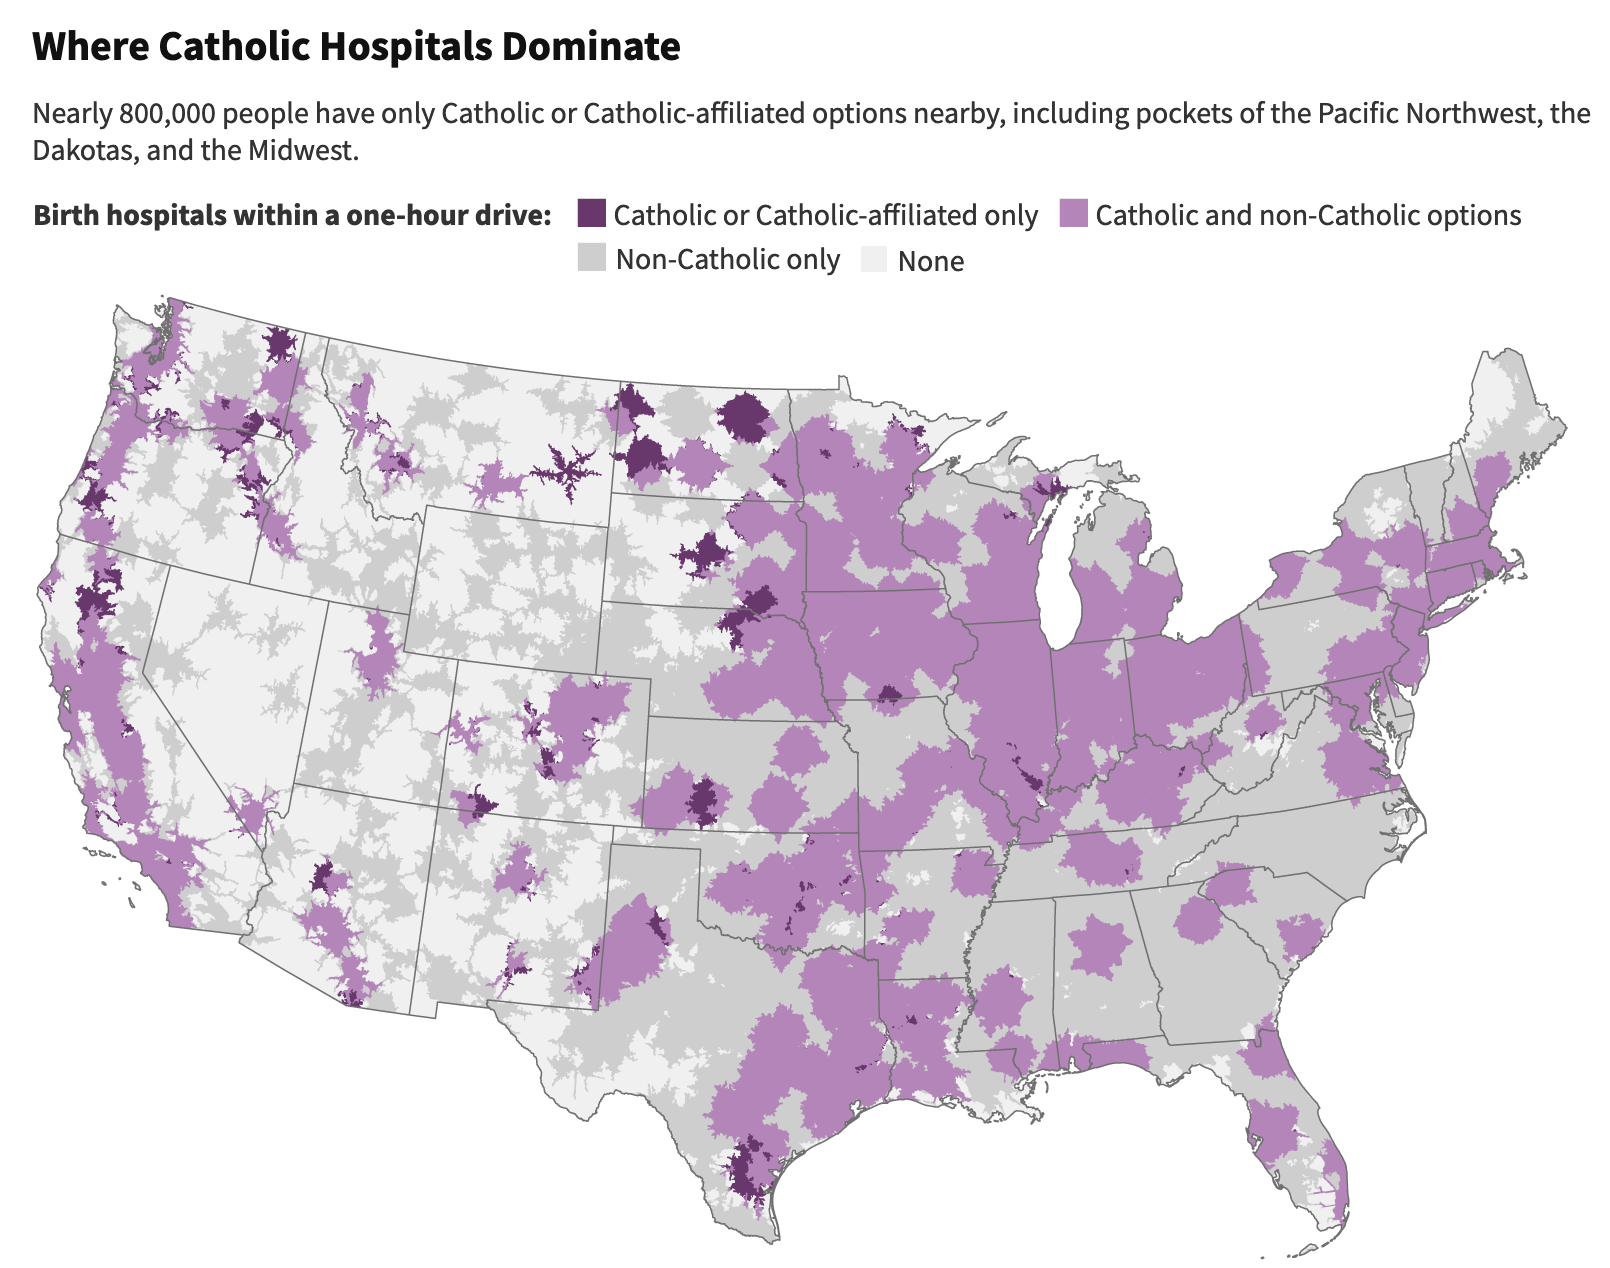 Where Catholic Hospitals Dominate
Nearly 800,000 people have only Catholic or Catholic-affiliated options nearby, including pockets of the Pacific Northwest, the
Dakotas, and the Midwest.
Birth hospitals within a one-hour drive: Catholic or Catholic-affiliated only Catholic and non-Catholic options
Non-Catholic only None